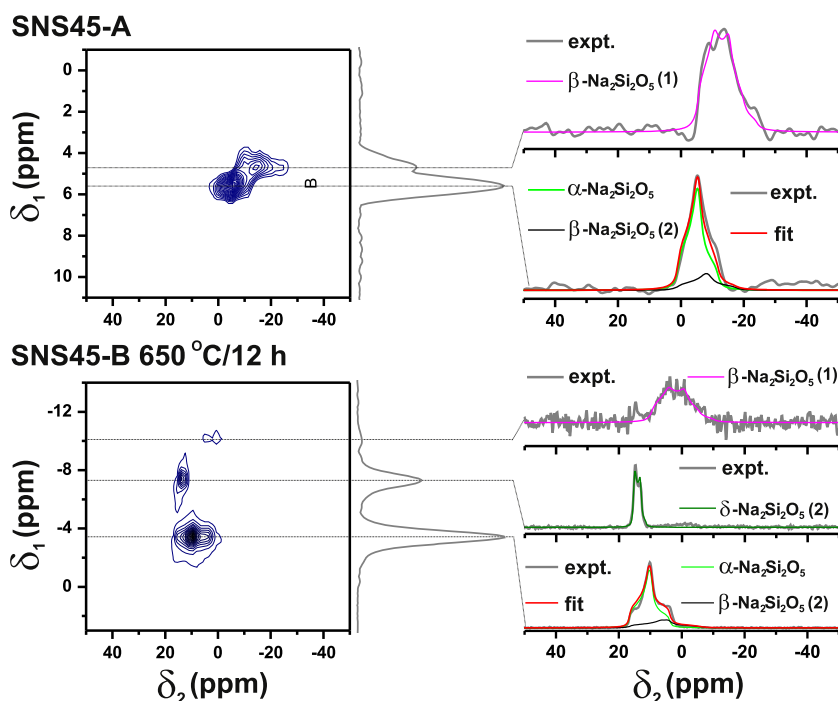 SNS45-A
0
2
4
6
8
10
δ1 (ppm)
B
40 20 0 -20 -40
expt.
β-Na2Si2O5 (1)
α-Na2Si2O5
expt.
β-Na2Si2O5 (2)
fit
40 20 0 -20 -40
SNS45-B 650 °C/12 h
-12
-8
-4
0
δ1 (ppm)
40 20 0 -20 -40
δ2 (ppm)
expt.
β-Na2Si2O5 (1)
expt.
δ-Na2Si2O5 (2)
expt.
α-Na2Si2O5
fit
β-Na2Si2O5 (2)
40 20 0 -20 -40
δ2 (ppm)